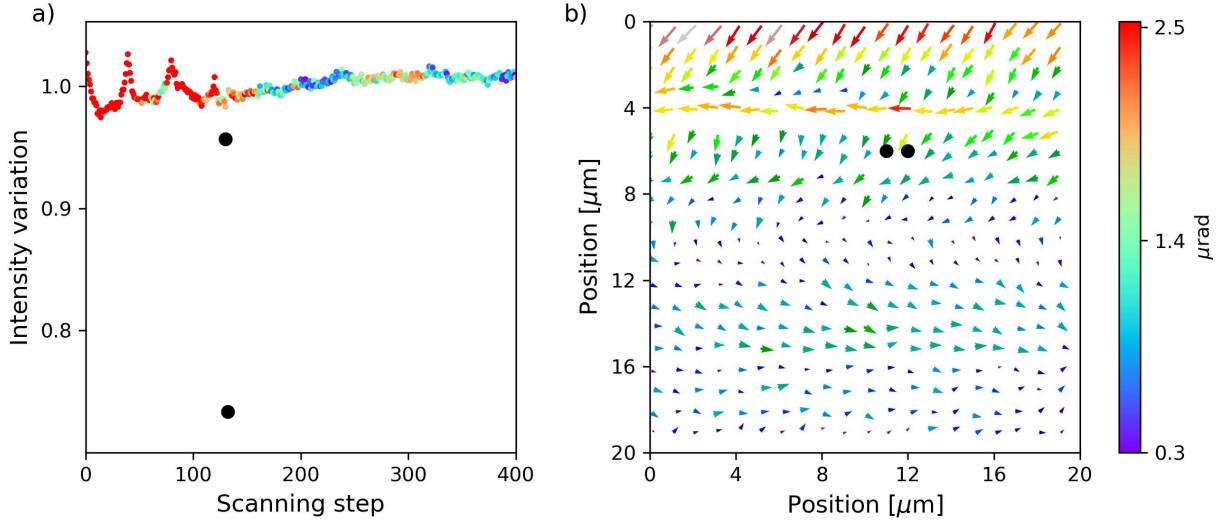 a)
1.0
0.9
0.8
Intensity variation
0 100 200 300 400
Scanning step
b)
0
4
8
12
16
20
Position [μm]
0 4 8 12 16 20
Position [μm]
2.5
1.4
0.3
μrad